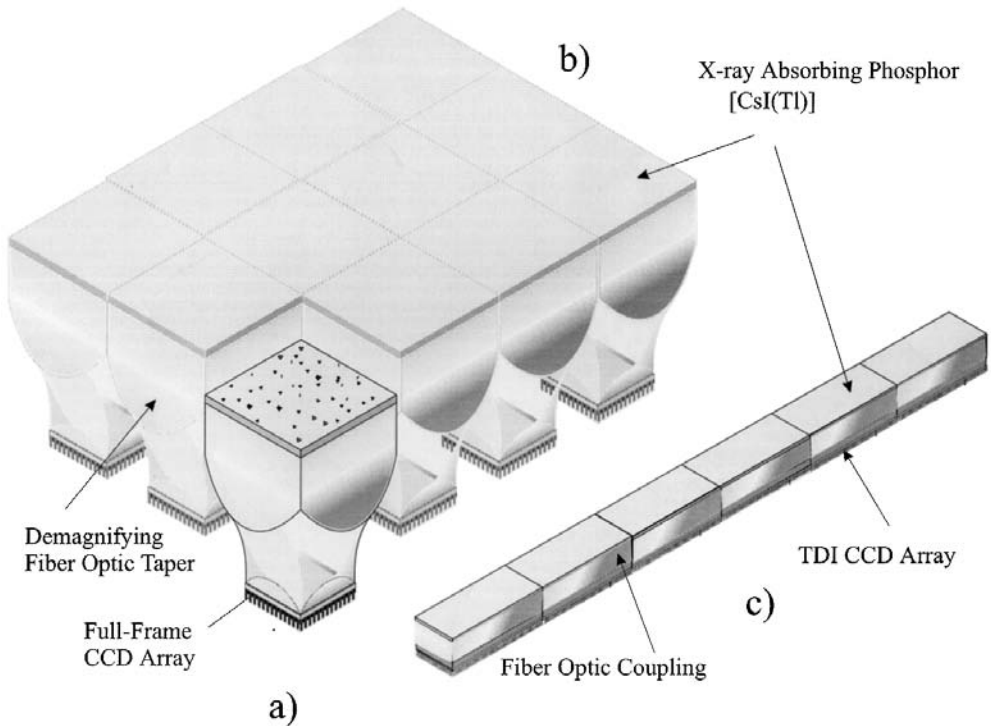 b)
X-ray Absorbing Phosphor
[CsI(Tl)]
Demagnifying
Fiber Optic Taper
TDI CCD Array
c)
Full-Frame
CCD Array
Fiber Optic Coupling
a)